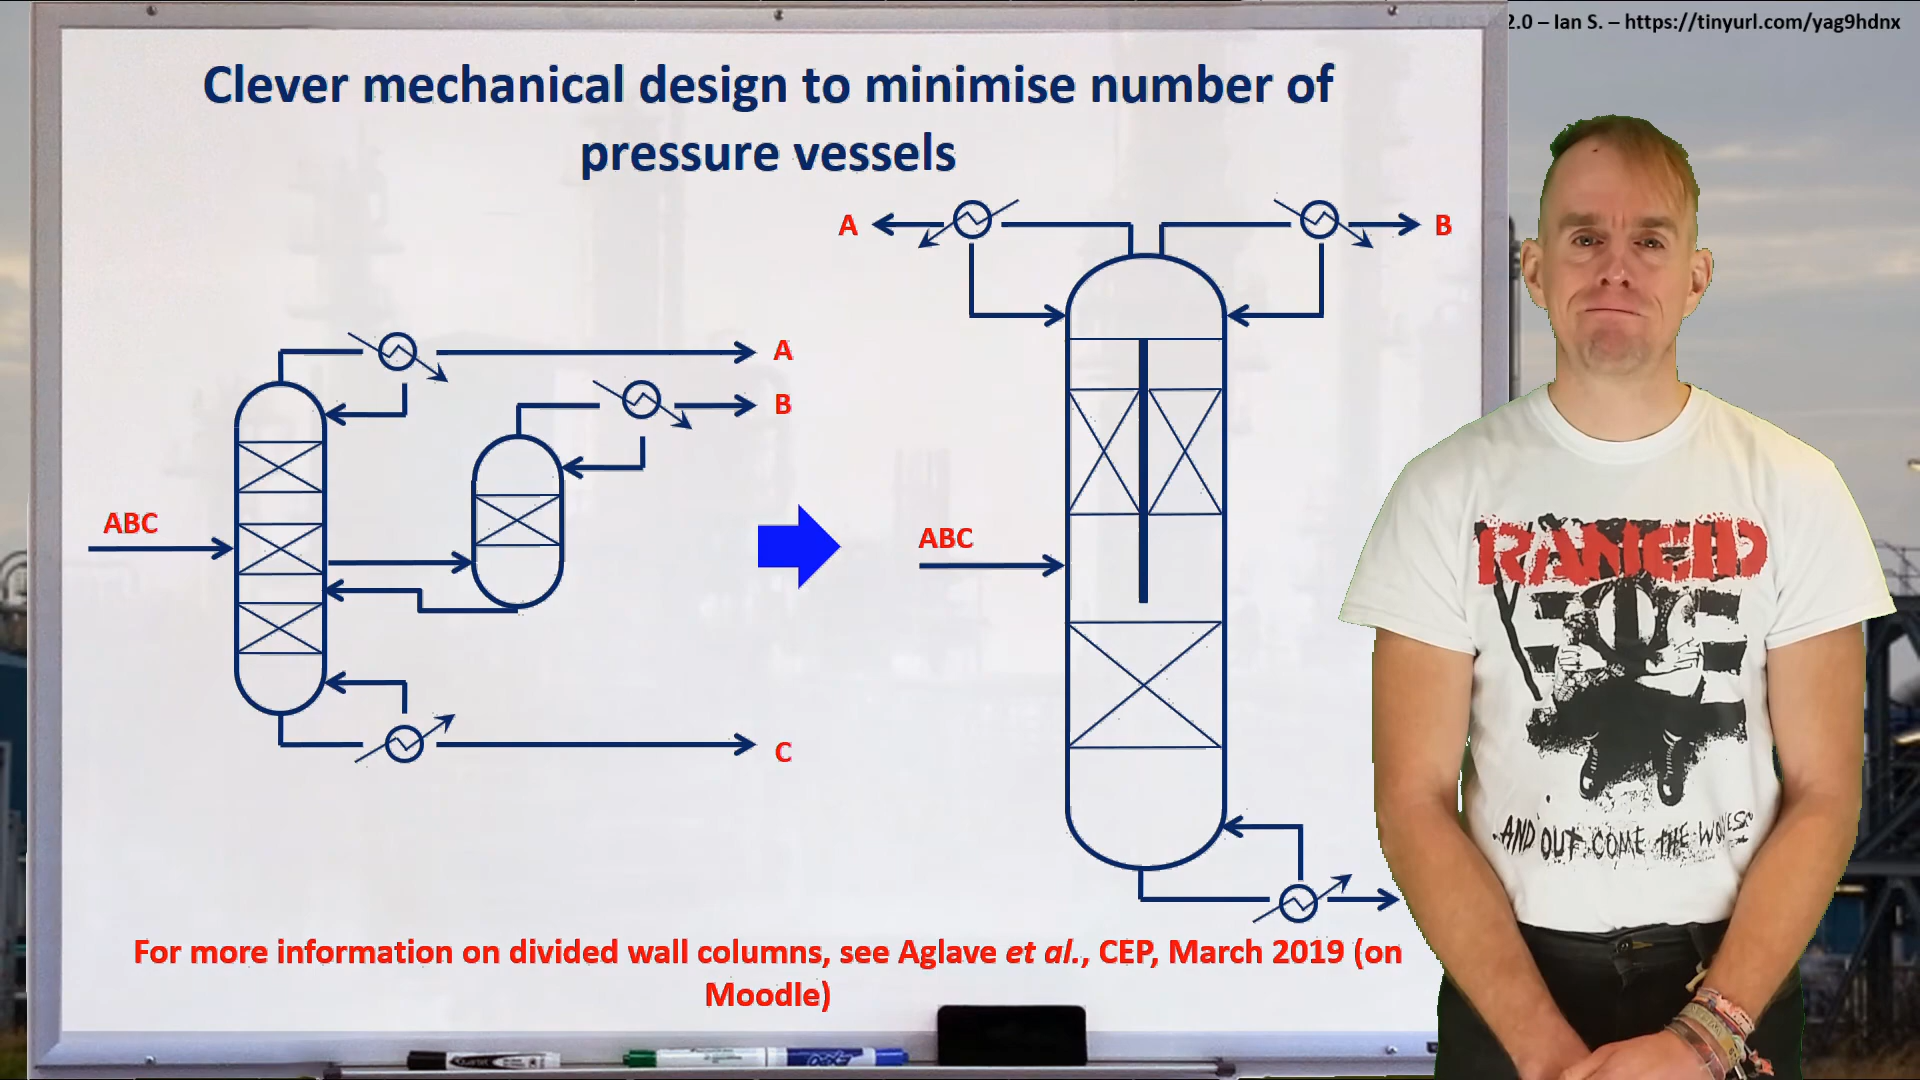 2.0 – Ian S. – https://tinyurl.com/yag9hdnx
Clever mechanical design to minimise number of
pressure vessels
A
B
A
B
ABC
ABC
C
RANCID
...AND OUT COME THE WOLVES
For more information on divided wall columns, see Aglave et al., CEP, March 2019 (on
Moodle)